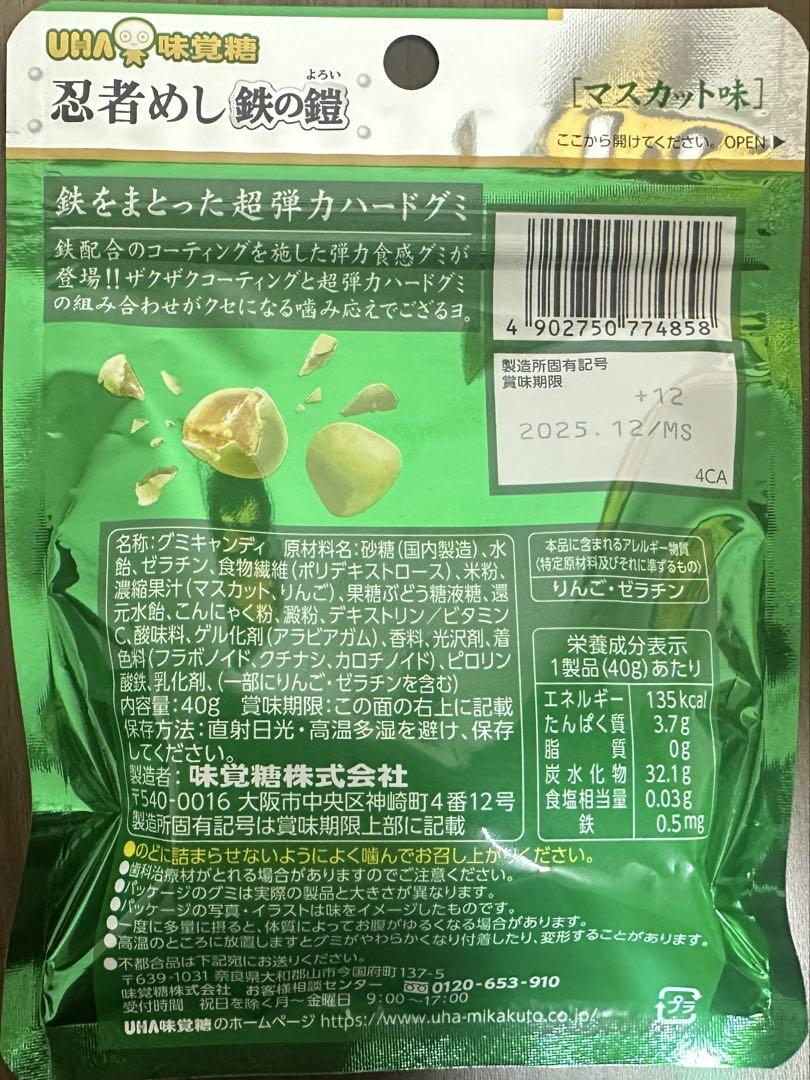 UHA 味覚糖
よろい
忍者めし 鉄の鎧
[マスカット味]
ここから開けてください。OPEN▶
鉄をまとった超弾力ハードグミ
鉄配合のコーティングを施した弾力食感グミが
登場!!ザクザクコーティングと超弾力ハードグミ
の組み合わせがクセになる噛み応えでござるヨ。
4 902750 774858
製造所固有記号
賞味期限
+12
2025.12/MS
4CA
名称:グミキャンディ 原材料名:砂糖(国内製造)、水
飴、ゼラチン、食物繊維(ポリデキストロース)、米粉、
濃縮果汁(マスカット、りんご)、果糖ぶどう糖液糖、還
元水飴、こんにゃく粉、澱粉、デキストリン/ビタミン
C、酸味料、ゲル化剤(アラビアガム)、香料、光沢剤、着
色料(フラボノイド、クチナシ、カロチノイド)、ピロリン
酸鉄、乳化剤、(一部にりんご・ゼラチンを含む)
内容量:40g 賞味期限:この面の右上に記載
保存方法:直射日光・高温多湿を避け、保存
してください。
製造者:味覚糖株式会社
〒540-0016 大阪市中央区神崎町4番12号
製造所固有記号は賞味期限上部に記載
本品に含まれるアレルギー物質
(特定原材料及びそれに準ずるもの)
りんご・ゼラチン
栄養成分表示
1製品(40g)あたり
エネルギー 135kcal
たんぱく質 3.7g
脂質 0g
炭水化物 32.1g
食塩相当量 0.03g
鉄 0.5mg
●のどに詰まらせないようによく噛んでお召し上がりください。
●歯科治療材がとれる場合がありますのでご注意ください。
●パッケージのグミは実際の製品と大きさが異なります。
●パッケージの写真・イラストは味をイメージしたものです。
●一度に多量に摂ると、体質によってお腹がゆるくなる場合があります。
●高温のところに放置しますとグミがやわらかくなり付着したり、変形することがあります。
●不都合品は下記宛にお送りください。
〒639-1031 奈良県大和郡山市今国府町137-5
味覚糖株式会社 お客様相談センター 0120-653-910
受付時間 祝日を除く月〜金曜日 9:00〜17:00
UHA味覚糖のホームページ https://www.uha-mikakuto.co.jp/
プラ